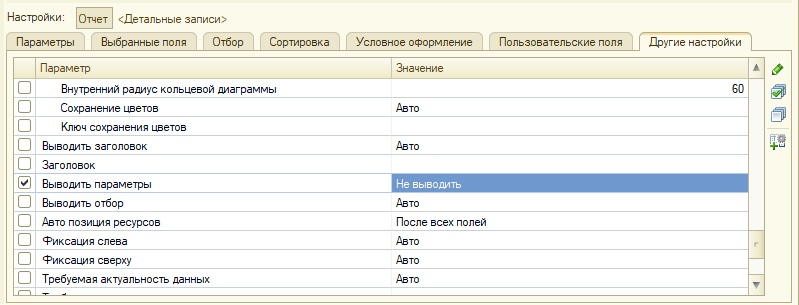 Настройки: Отчет <Детальные записи>
Параметры Выбранные поля Отбор Сортировка Условное оформление Пользовательские поля Другие настройки
Параметр Значение
Внутренний радиус кольцевой диаграммы 60
Сохранение цветов Авто
Ключ сохранения цветов
Выводить заголовок Авто
Заголовок
Выводить параметры Не выводить
Выводить отбор Авто
Авто позиция ресурсов После всех полей
Фиксация слева Авто
Фиксация сверху Авто
Требуемая актуальность данных Авто